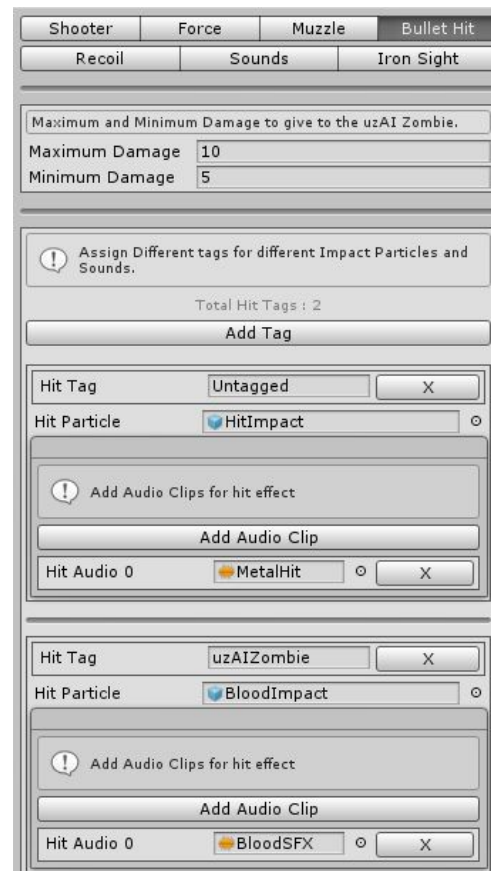 Shooter Force Muzzle Bullet Hit
Recoil Sounds Iron Sight
Maximum and Minimum Damage to give to the uzAI Zombie.
Maximum Damage 10
Minimum Damage 5
Assign Different tags for different Impact Particles and
Sounds.
Total Hit Tags : 2
Add Tag
Hit Tag Untagged X
Hit Particle HitImpact
Add Audio Clips for hit effect
Add Audio Clip
Hit Audio 0 MetalHit X
Hit Tag uzAIZombie X
Hit Particle BloodImpact
Add Audio Clips for hit effect
Add Audio Clip
Hit Audio 0 BloodSFX X